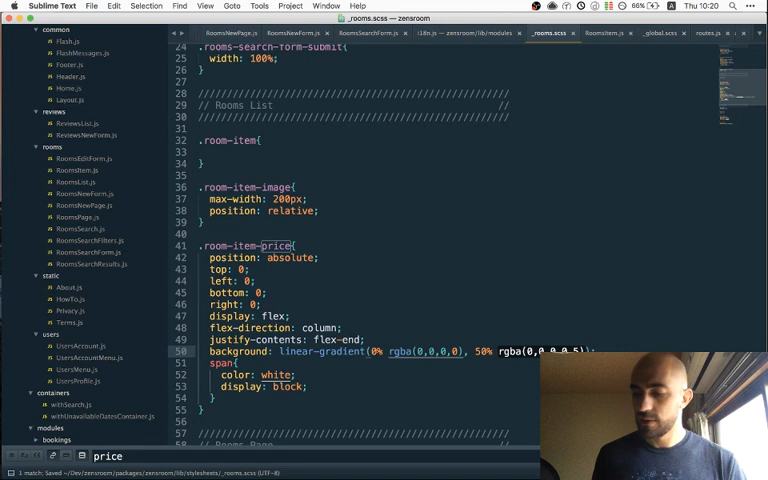 Sublime Text File Edit Selection Find View Goto Tools Project Window Help 66% Thu 10:20
_rooms.scss — zensroom
RoomsNewPage.js RoomsNewForm.js RoomsSearchForm.js i18n.js — zensroom/lib/modules _rooms.scss RoomsItem.js _global.scss routes.js
common
Flash.js
FlashMessages.js
Footer.js
Header.js
Home.js
Layout.js
reviews
ReviewsList.js
ReviewsNewForm.js
rooms
RoomsEditForm.js
RoomsItem.js
RoomsList.js
RoomsNewForm.js
RoomsNewPage.js
RoomsPage.js
RoomsSearch.js
RoomsSearchFilters.js
RoomsSearchForm.js
RoomsSearchResults.js
static
About.js
HowTo.js
Privacy.js
Terms.js
users
UsersAccount.js
UsersAccountMenu.js
UsersMenu.js
UsersProfile.js
containers
withSearch.js
withUnavailableDatesContainer.js
modules
bookings
24 .rooms-search-form-submit{
25 width: 100%;
26 }
27
28 ////////////////////////////////////////////////////////
29 // Rooms List //
30 ////////////////////////////////////////////////////////
31
32 .room-item{
33
34 }
35
36 .room-item-image{
37 max-width: 200px;
38 position: relative;
39 }
40
41 .room-item-price{
42 position: absolute;
43 top: 0;
44 left: 0;
45 bottom: 0;
46 right: 0;
47 display: flex;
48 flex-direction: column;
49 justify-contents: flex-end;
50 background: linear-gradient(0% rgba(0,0,0,0), 50% rgba(0,0,0,0.5));
51 span{
52 color: white;
53 display: block;
54 }
55 }
56
57 ////////////////////////////////////////////////////////
58 // Rooms Page
price
1 match; Saved ~/Dev/zensroom/packages/zensroom/lib/stylesheets/_rooms.scss (UTF-8)